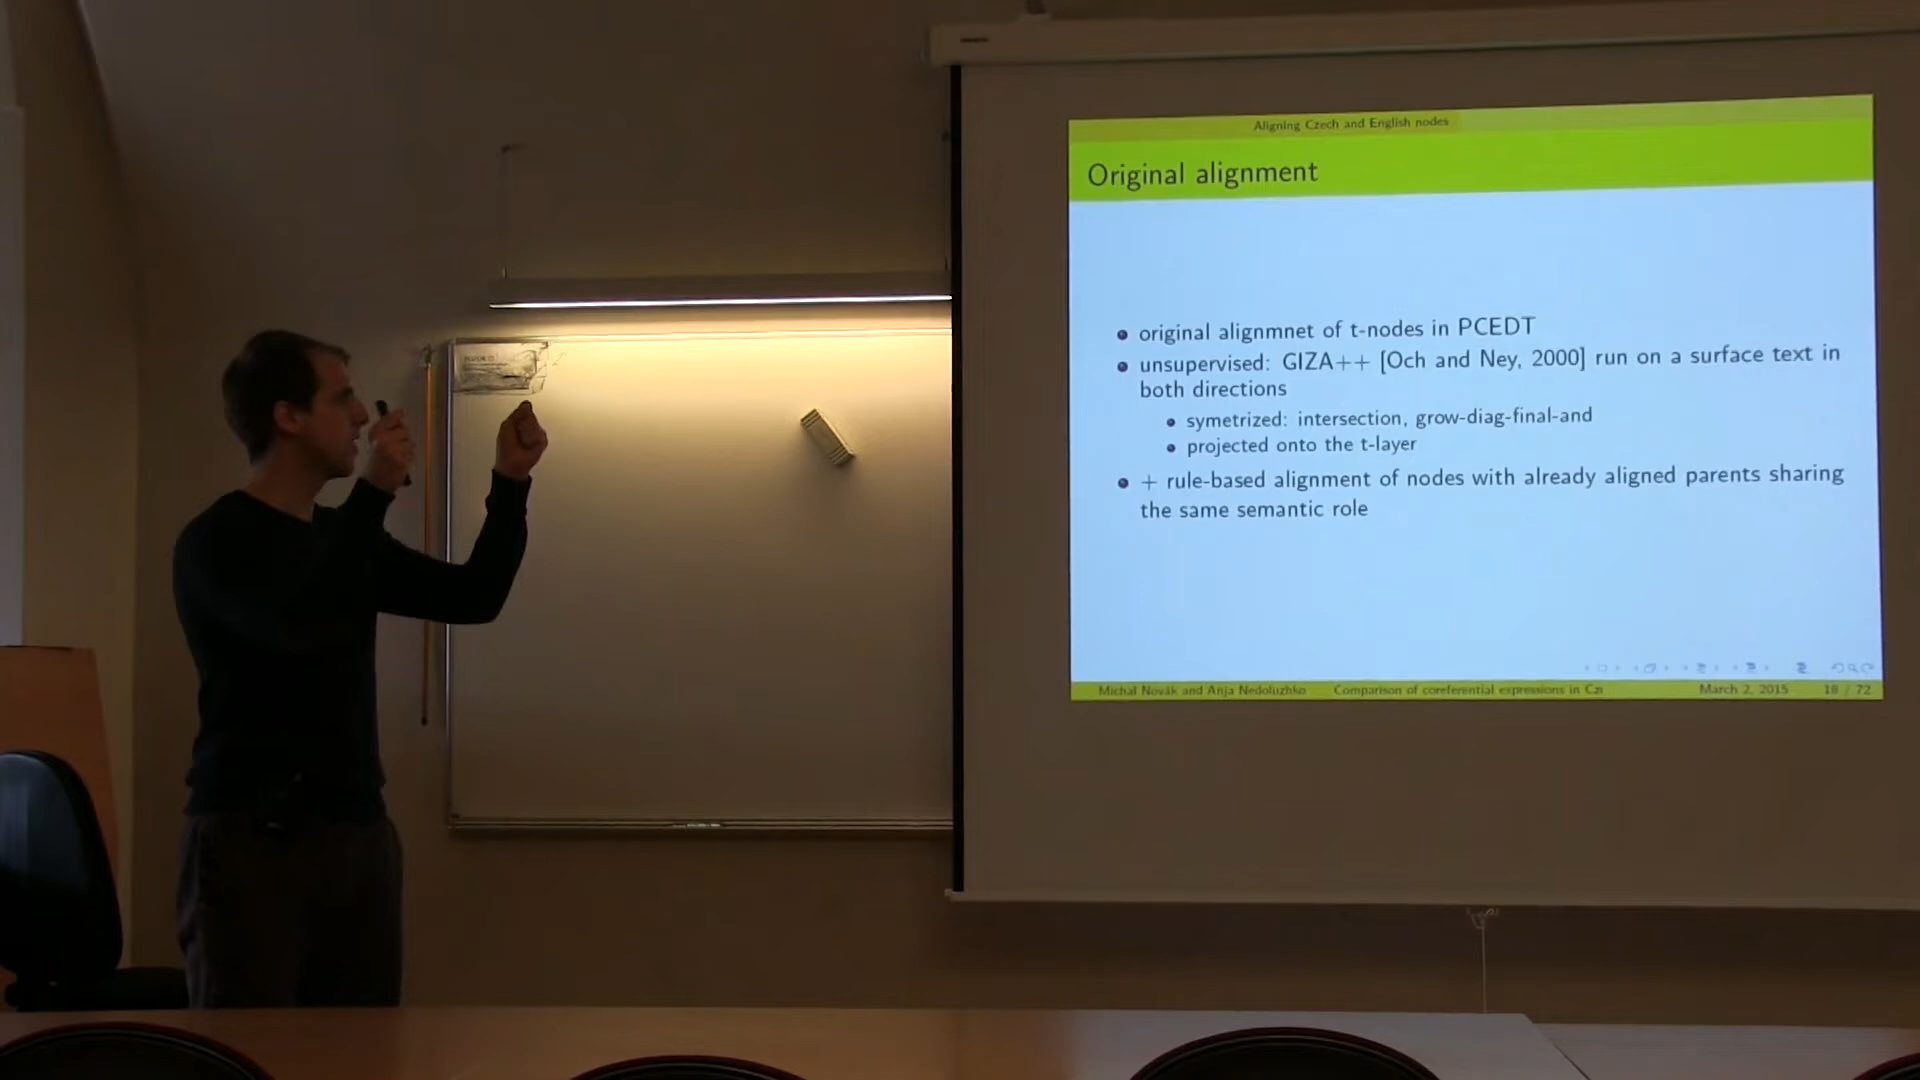 Aligning Czech and English nodes
Original alignment
original alignmnet of t-nodes in PCEDT
unsupervised: GIZA++ [Och and Ney, 2000] run on a surface text in
both directions
symetrized: intersection, grow-diag-final-and
projected onto the t-layer
+ rule-based alignment of nodes with already aligned parents sharing
the same semantic role
Michal Novák and Anja Nedoluzhko Comparison of coreferential expressions in Cz March 2, 2015 18 / 72